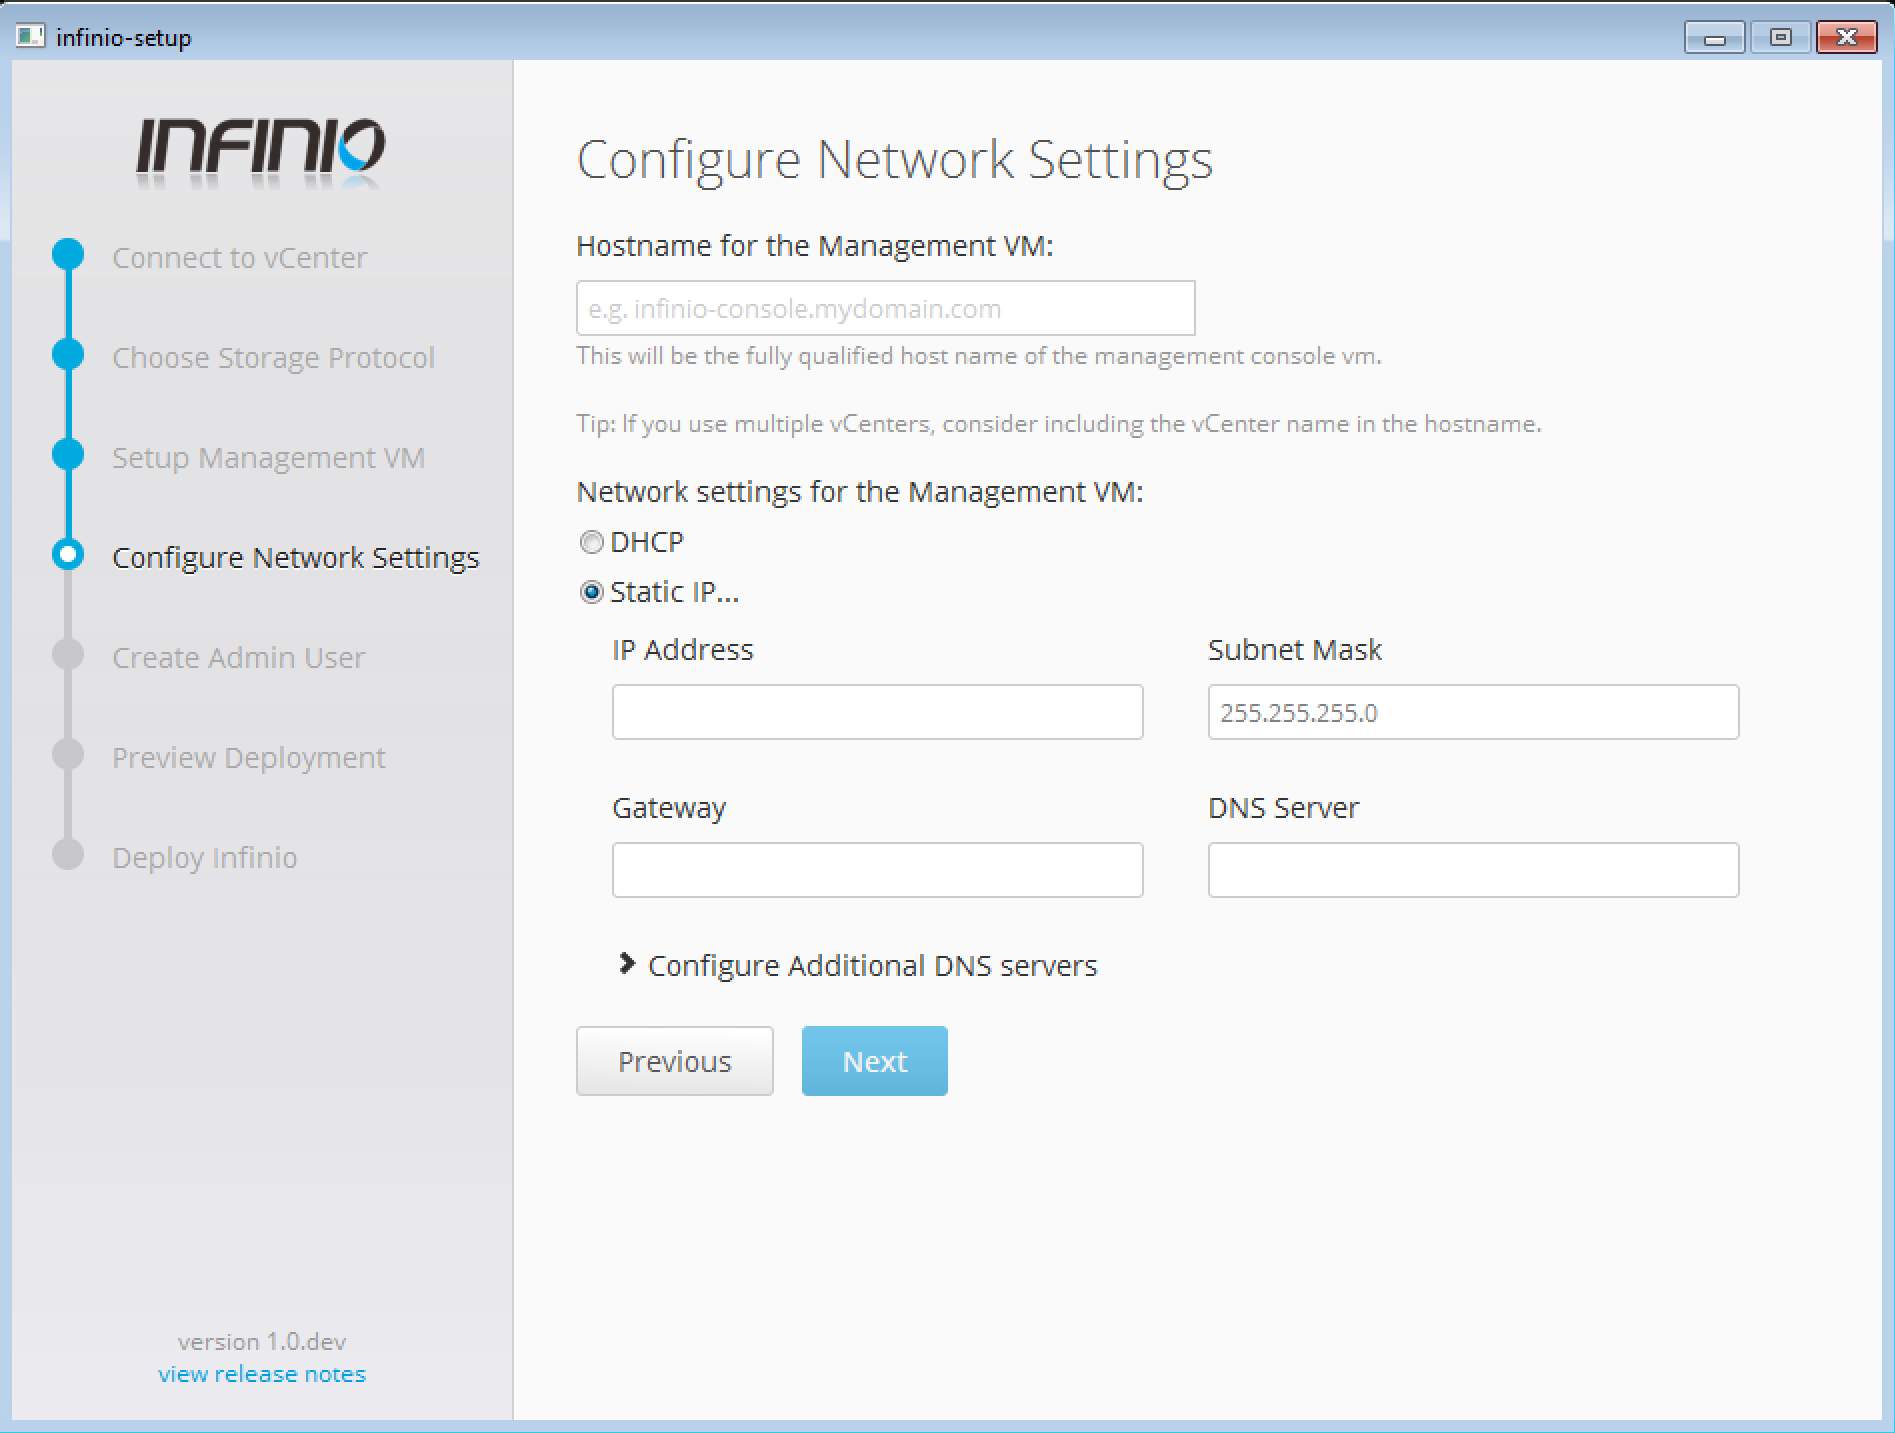 infinio-setup
INFINIO
Connect to vCenter
Choose Storage Protocol
Setup Management VM
Configure Network Settings
Create Admin User
Preview Deployment
Deploy Infinio
version 1.0.dev
view release notes
Configure Network Settings
Hostname for the Management VM:
e.g. infinio-console.mydomain.com
This will be the fully qualified host name of the management console vm.
Tip: If you use multiple vCenters, consider including the vCenter name in the hostname.
Network settings for the Management VM:
DHCP
Static IP...
IP Address
Subnet Mask
255.255.255.0
Gateway
DNS Server
Configure Additional DNS servers
Previous
Next